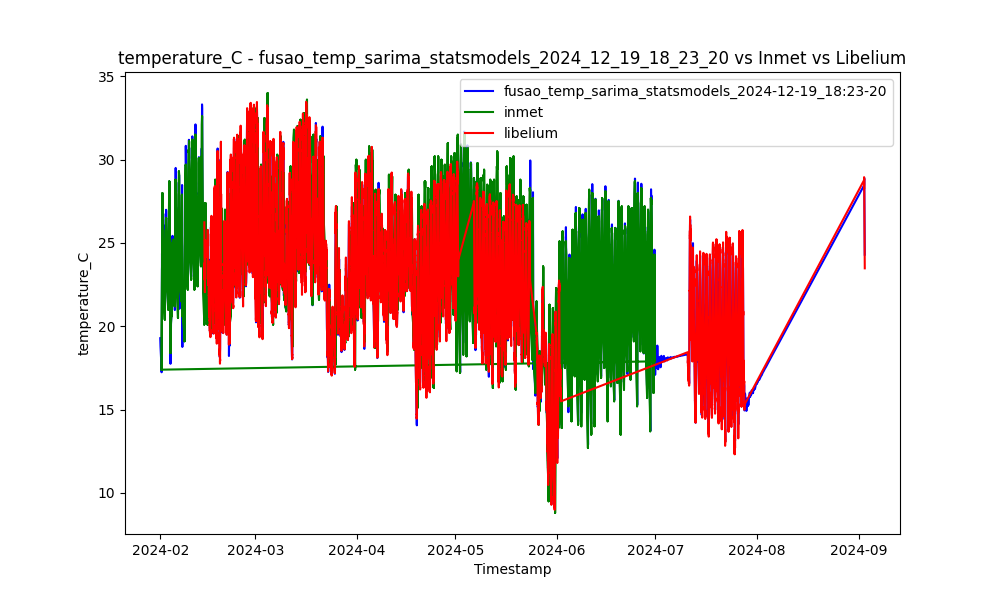 temperature_C - fusao_temp_sarima_statsmodels_2024_12_19_18_23_20 vs Inmet vs Libelium
fusao_temp_sarima_statsmodels_2024-12-19_18:23-20
inmet
libelium
temperature_C
35
30
25
20
15
10
2024-02 2024-03 2024-04 2024-05 2024-06 2024-07 2024-08 2024-09
Timestamp